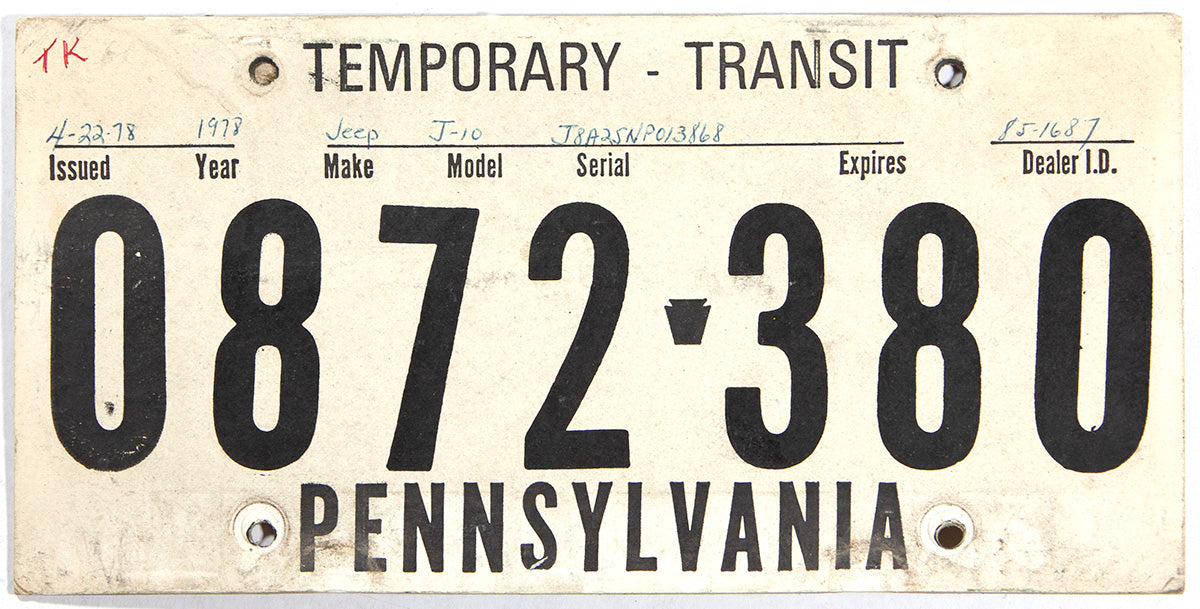 TK
TEMPORARY - TRANSIT
4-22-78 1978 Jeep J-10 J8A25NP013868 85-1687
Issued Year Make Model Serial Expires Dealer I.D.
0872 380
PENNSYLVANIA